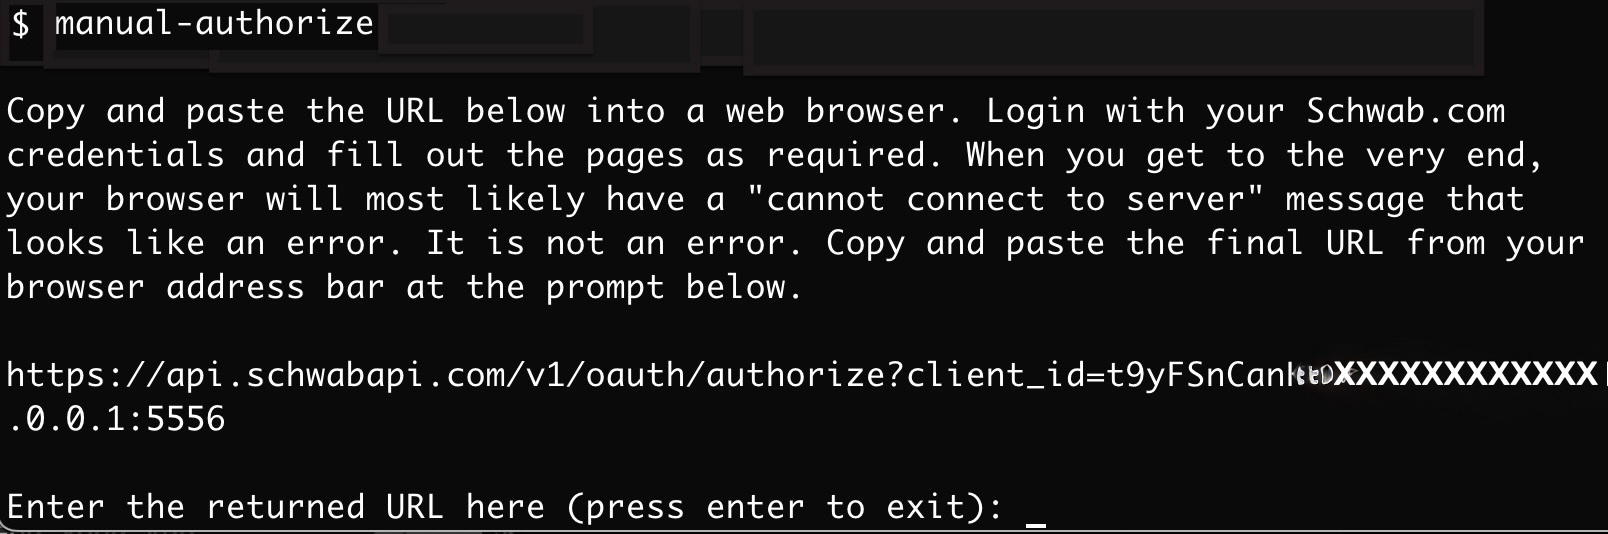 $ manual-authorize
Copy and paste the URL below into a web browser. Login with your Schwab.com
credentials and fill out the pages as required. When you get to the very end,
your browser will most likely have a "cannot connect to server" message that
looks like an error. It is not an error. Copy and paste the final URL from your
browser address bar at the prompt below.
https://api.schwabapi.com/v1/oauth/authorize?client_id=t9yFSnCan XXXXXXXXXXXX
.0.0.1:5556
Enter the returned URL here (press enter to exit): _